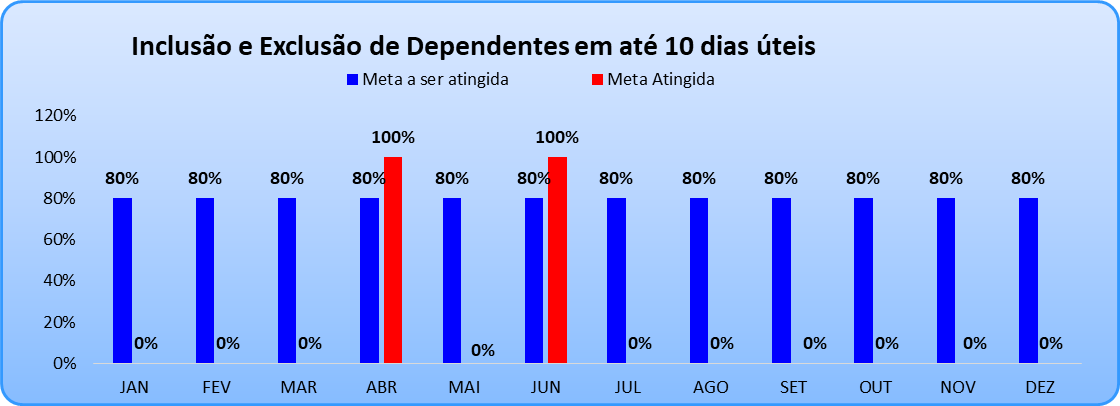 Inclusão e Exclusão de Dependentes em até 10 dias úteis
Meta a ser atingida Meta Atingida
120%
100% 100%
100%
80% 80% 80% 80% 80% 80% 80% 80% 80% 80% 80% 80%
80%
60%
40%
20%
0% 0% 0% 0% 0% 0% 0% 0% 0% 0%
0%
JAN FEV MAR ABR MAI JUN JUL AGO SET OUT NOV DEZ